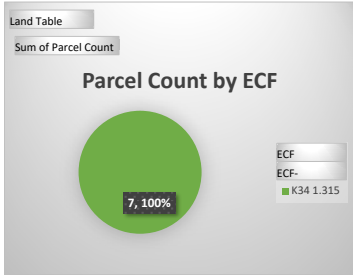 Land Table
Sum of Parcel Count
Parcel Count by ECF
7, 100%
ECF
ECF-
K34 1.315